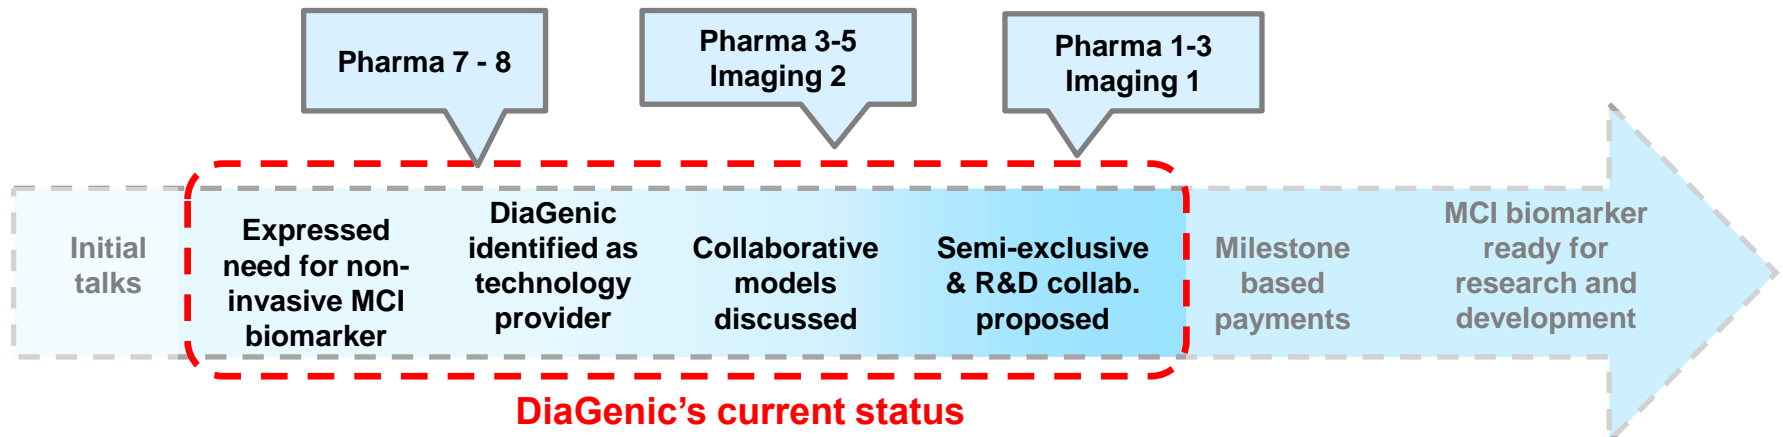 Pharma 7 - 8
Pharma 3-5
Imaging 2
Pharma 1-3
Imaging 1
Initial
talks
Expressed
need for non-
invasive MCI
biomarker
DiaGenic
identified as
technology
provider
Collaborative
models
discussed
Semi-exclusive
& R&D collab.
proposed
Milestone
based
payments
MCI biomarker
ready for
research and
development
DiaGenic’s current status